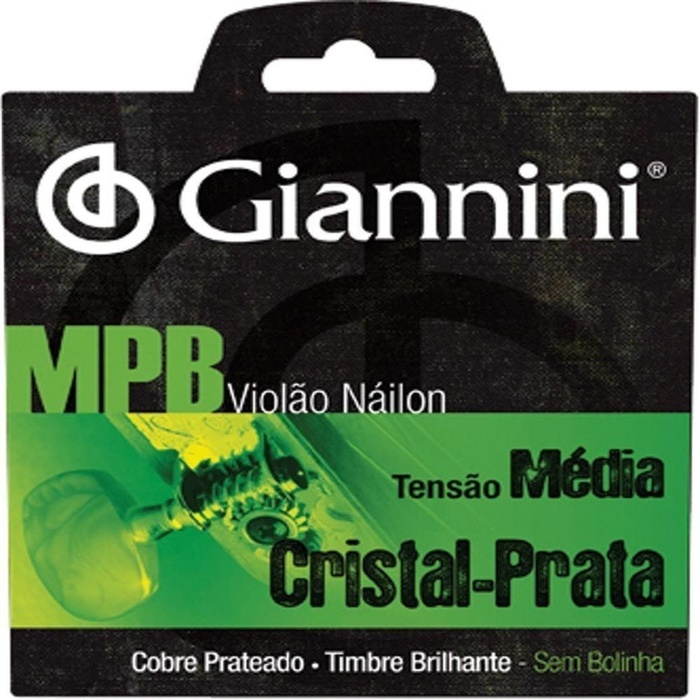 Giannini®
MPB Violão Náilon
Tensão Média
Cristal-Prata
Cobre Prateado • Timbre Brilhante - Sem Bolinha